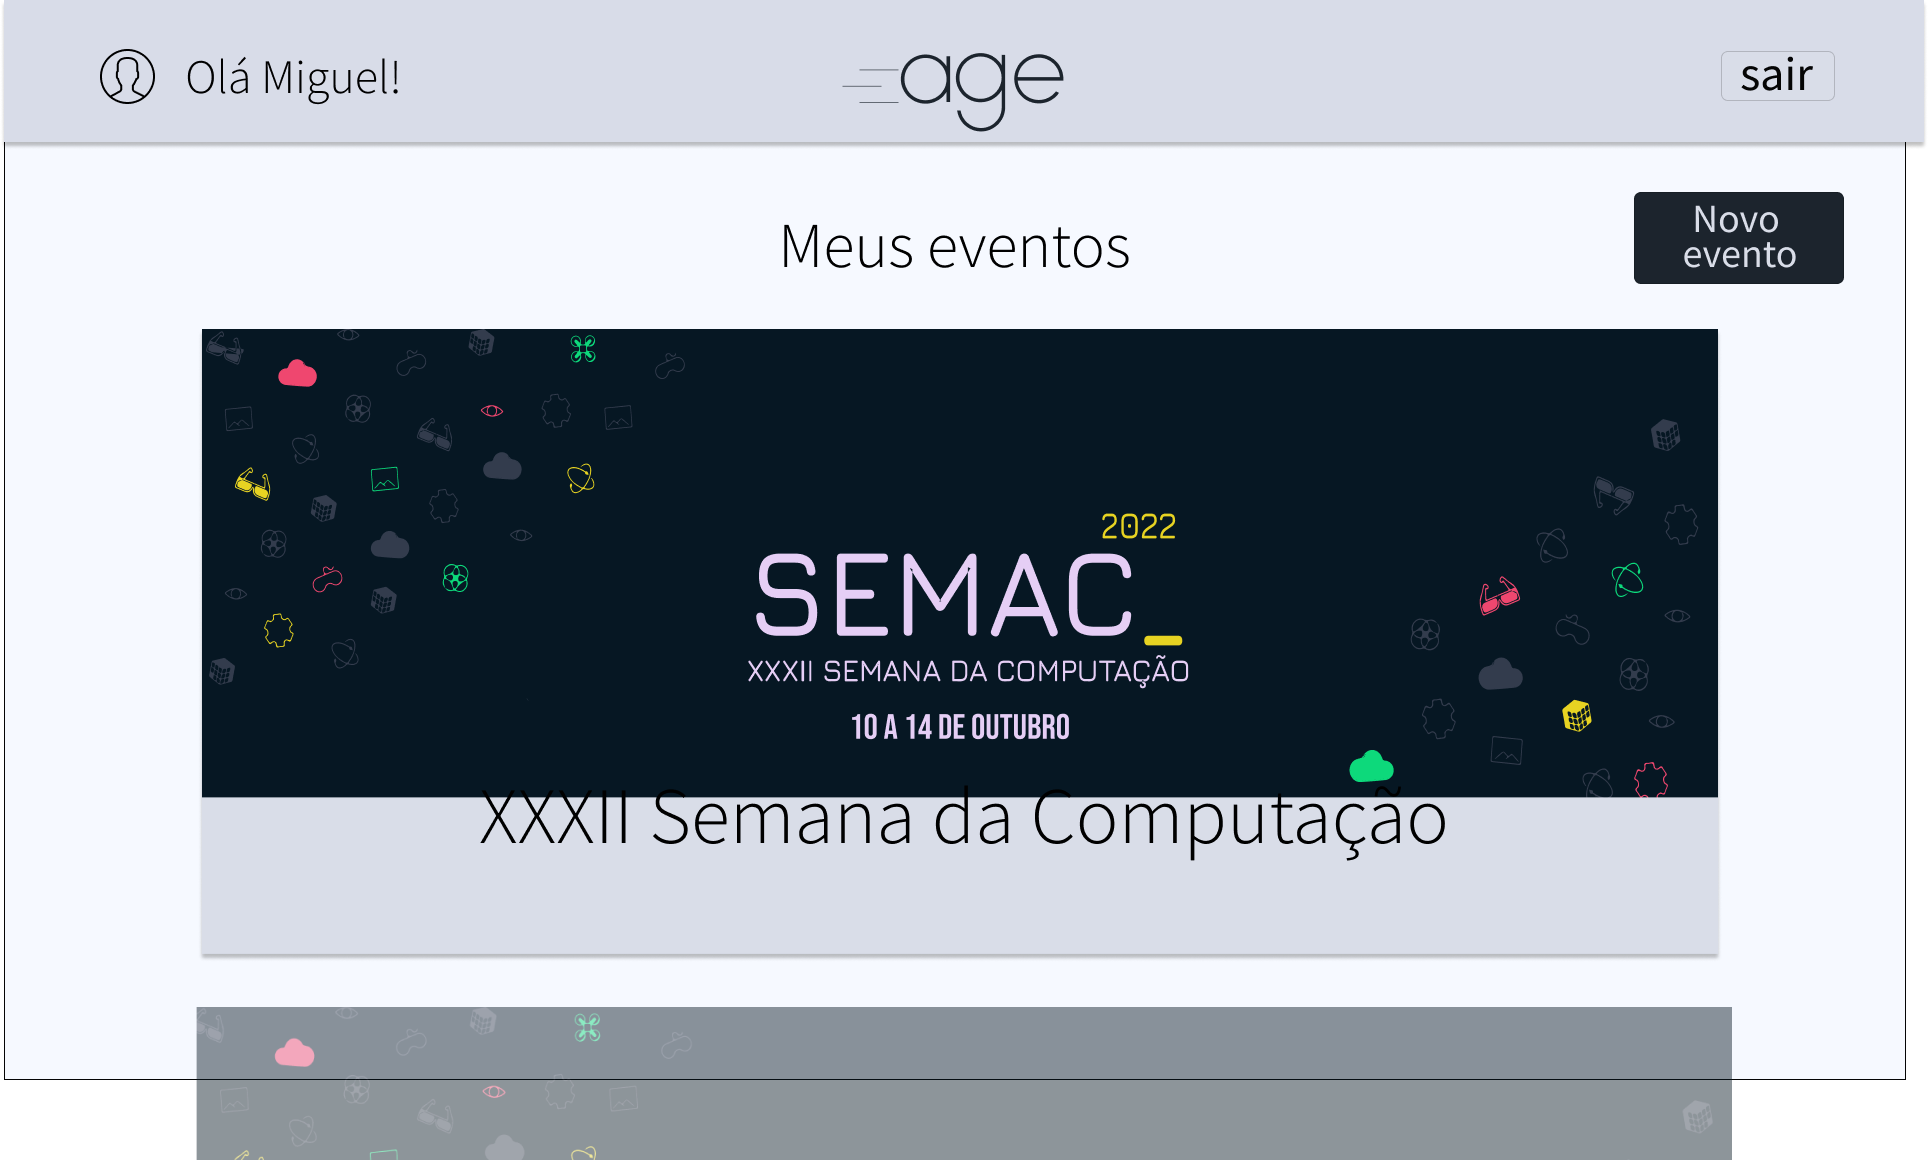 Olá Miguel!
age
sair
Meus eventos
Novo
evento
2022
SEMAC_
XXXII SEMANA DA COMPUTAÇÃO
10 A 14 DE OUTUBRO
XXXII Semana da Computação